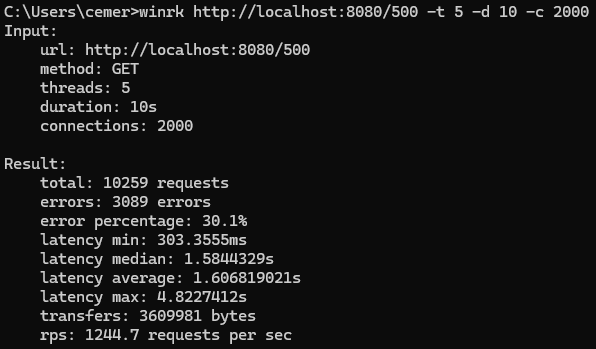 C:\Users\cemer>winrk http://localhost:8080/500 -t 5 -d 10 -c 2000
Input:
    url: http://localhost:8080/500
    method: GET
    threads: 5
    duration: 10s
    connections: 2000

Result:
    total: 10259 requests
    errors: 3089 errors
    error percentage: 30.1%
    latency min: 303.3555ms
    latency median: 1.5844329s
    latency average: 1.606819021s
    latency max: 4.8227412s
    transfers: 3609981 bytes
    rps: 1244.7 requests per sec